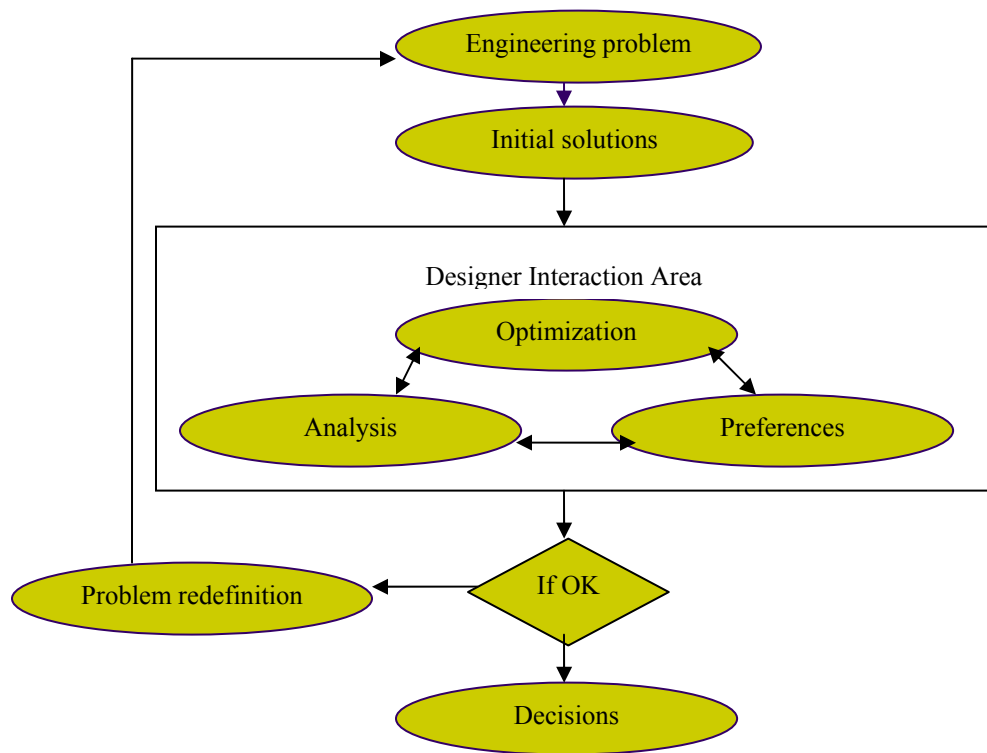 Engineering problem
Initial solutions
Designer Interaction Area
Optimization
Analysis
Preferences
If OK
Problem redefinition
Decisions